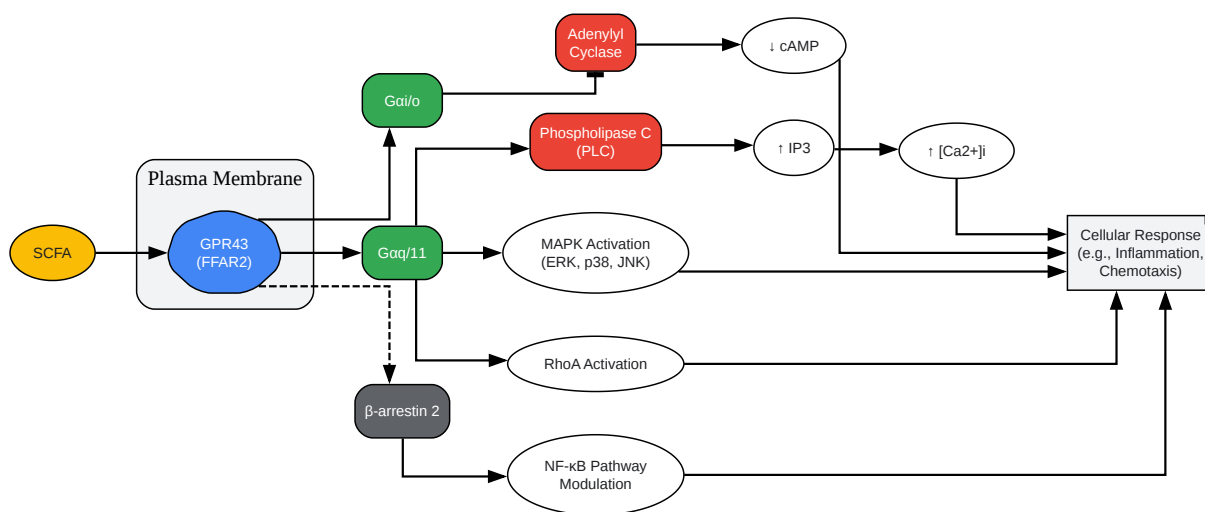 Adenylyl
Cyclase
↓ cAMP
Gαi/o
Phospholipase C
(PLC)
↑ IP3
↑ [Ca2+]i
Plasma Membrane
SCFA
GPR43
(FFAR2)
Gαq/11
MAPK Activation
(ERK, p38, JNK)
Cellular Response
(e.g., Inflammation,
Chemotaxis)
RhoA Activation
β-arrestin 2
NF-κB Pathway
Modulation